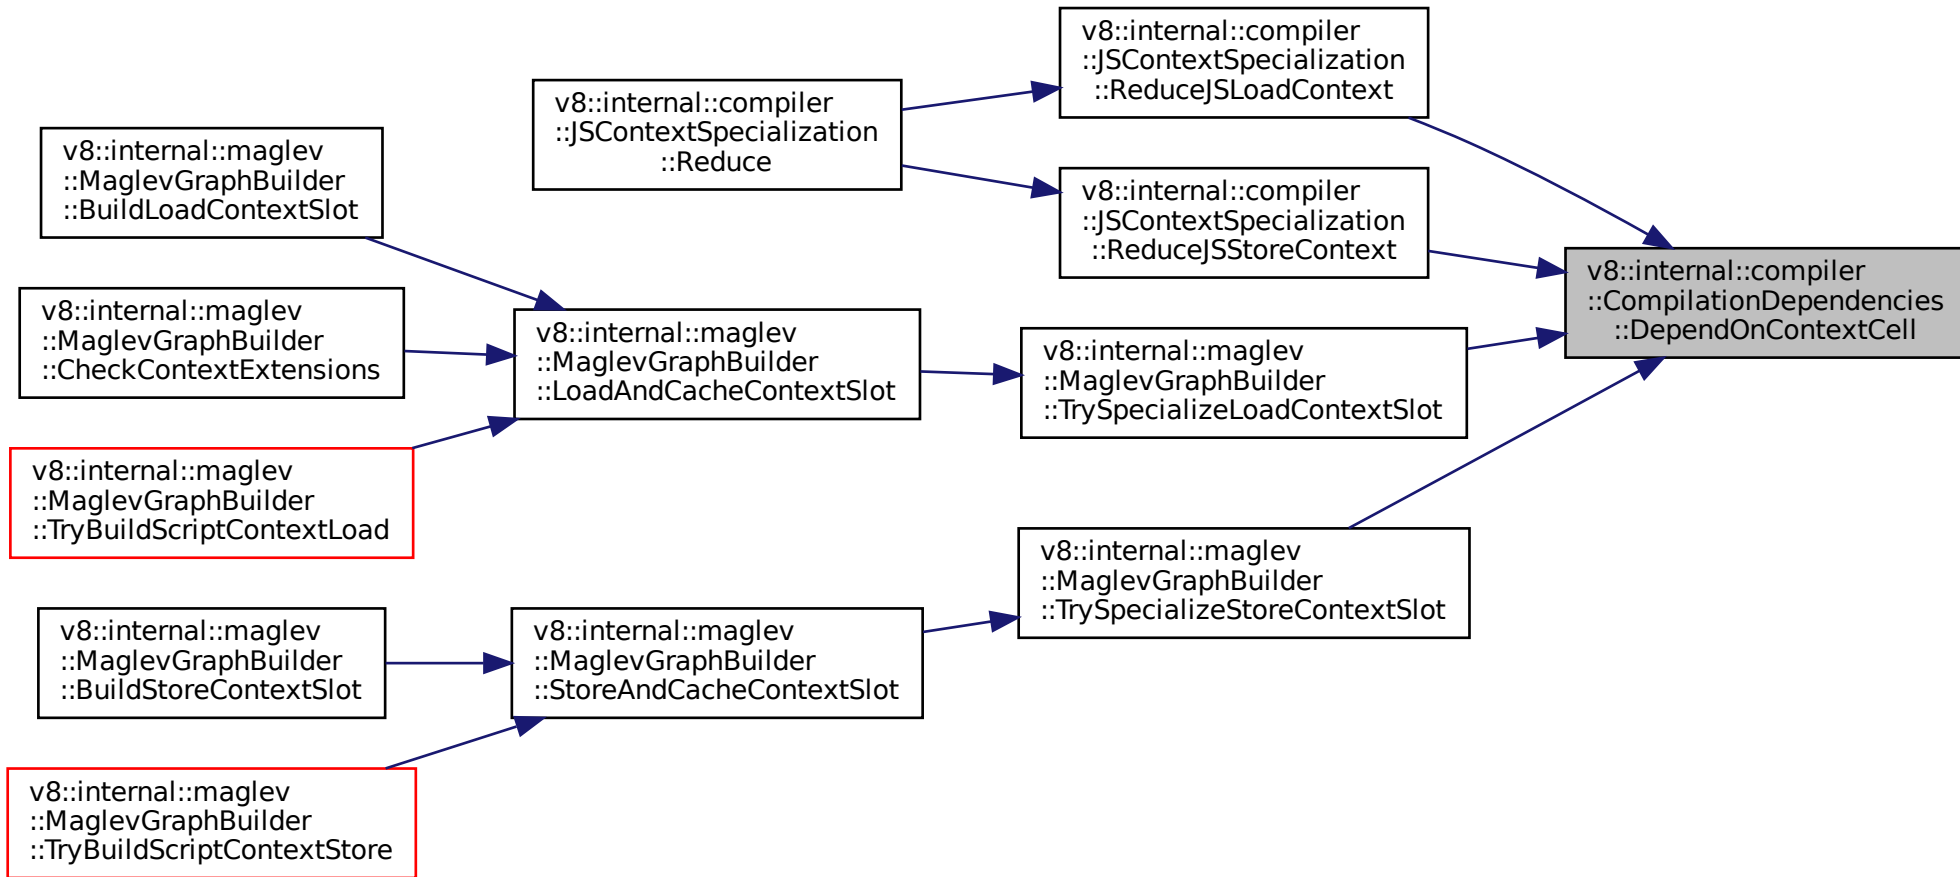 v8::internal::compiler
::JSContextSpecialization
::ReduceJSLoadContext
v8::internal::compiler
::JSContextSpecialization
::Reduce
v8::internal::maglev
::MaglevGraphBuilder
::BuildLoadContextSlot
v8::internal::compiler
::JSContextSpecialization
::ReduceJSStoreContext
v8::internal::compiler
::CompilationDependencies
::DependOnContextCell
v8::internal::maglev
::MaglevGraphBuilder
::CheckContextExtensions
v8::internal::maglev
::MaglevGraphBuilder
::LoadAndCacheContextSlot
v8::internal::maglev
::MaglevGraphBuilder
::TrySpecializeLoadContextSlot
v8::internal::maglev
::MaglevGraphBuilder
::TryBuildScriptContextLoad
v8::internal::maglev
::MaglevGraphBuilder
::TrySpecializeStoreContextSlot
v8::internal::maglev
::MaglevGraphBuilder
::BuildStoreContextSlot
v8::internal::maglev
::MaglevGraphBuilder
::StoreAndCacheContextSlot
v8::internal::maglev
::MaglevGraphBuilder
::TryBuildScriptContextStore